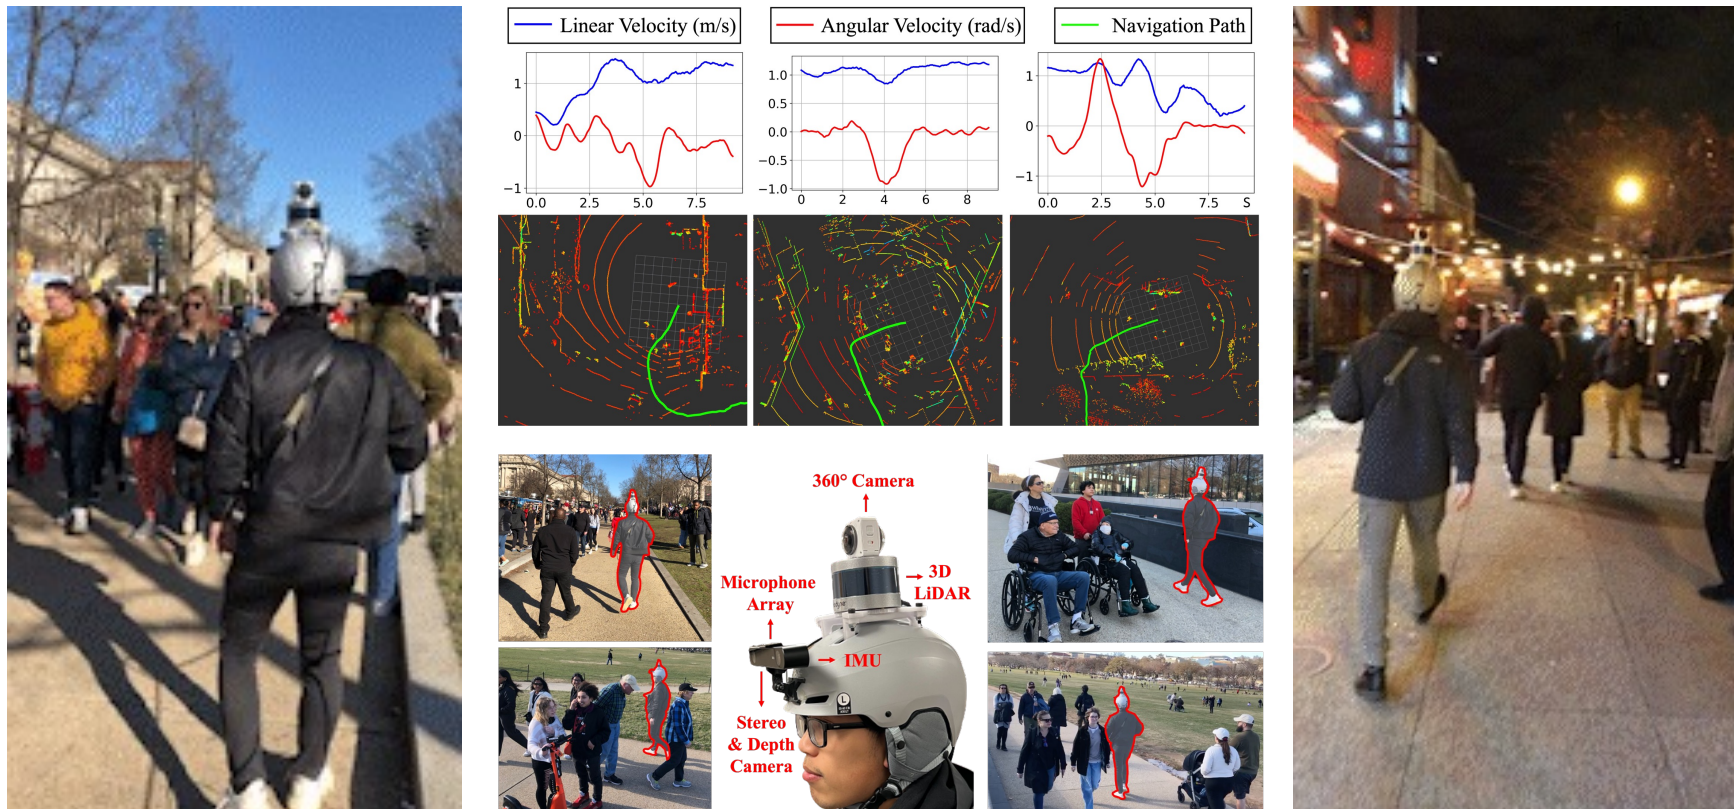 Linear Velocity (m/s)
Angular Velocity (rad/s)
Navigation Path
1
0
−1
0.0 2.5 5.0 7.5
1.0
0.5
0.0
−0.5
−1.0
0 2 4 6 8
1
0
−1
0.0 2.5 5.0 7.5 S
360° Camera
3D
LiDAR
Microphone
Array
IMU
Stereo
& Depth
Camera
L